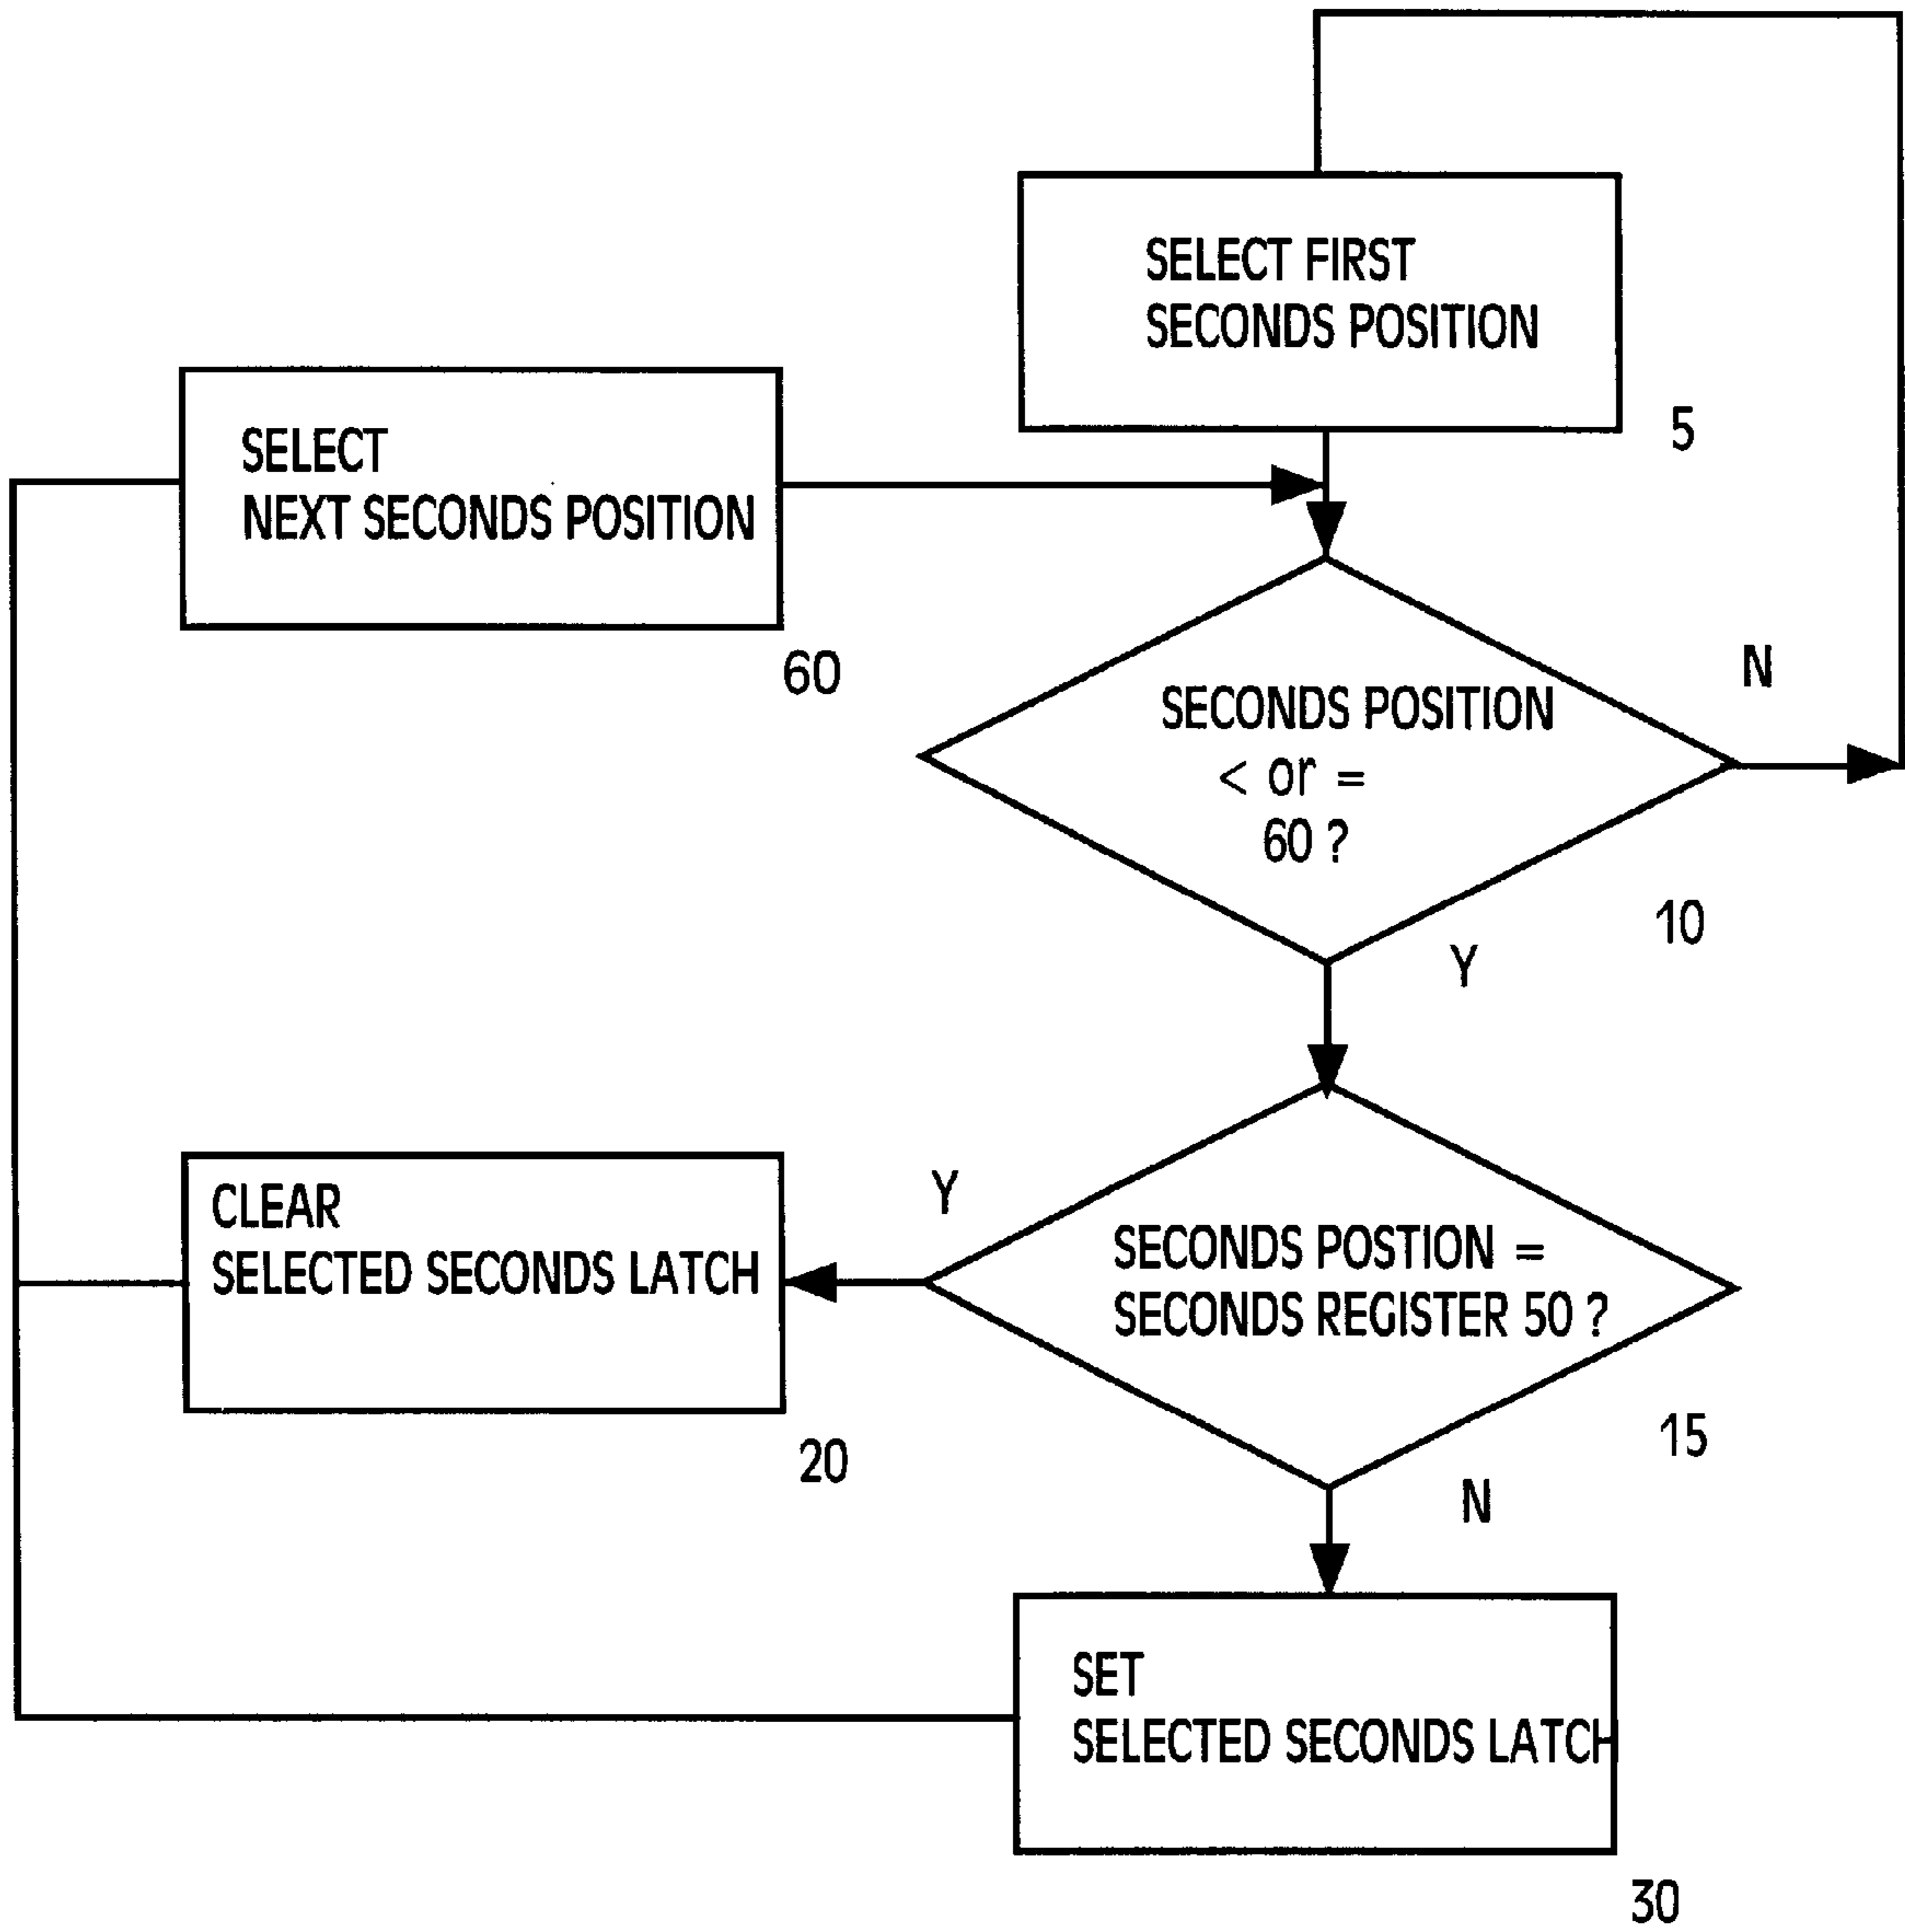 SELECT FIRST
SECONDS POSITION
5
SELECT
NEXT SECONDS POSITION
60
SECONDS POSITION
< or =
60 ?
N
10
Y
CLEAR
SELECTED SECONDS LATCH
20
Y
SECONDS POSTION =
SECONDS REGISTER 50 ?
15
N
SET
SELECTED SECONDS LATCH
30